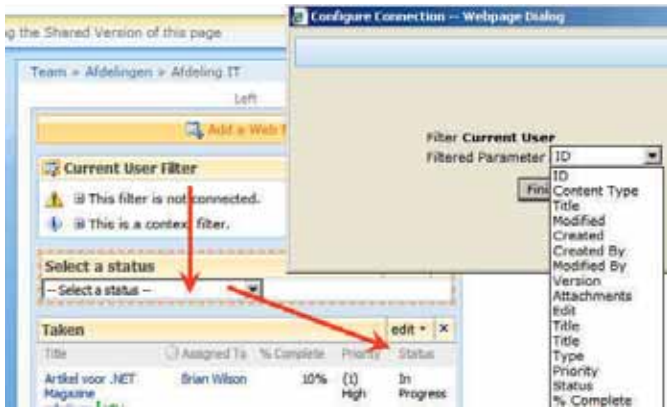 g the Shared Version of this page
Team > Afdelingen > Afdeling IT
Left
Add a Web
Current User Filter
This filter is not connected.
This is a context filter.
Select a status
-- Select a status --
Taken
edit
Title Assigned To % Complete Priority Status
Artikel voor .NET Magazine
Brian Wilson
10%
(1) High
In Progress
Configure Connection -- Webpage Dialog
Filter Current User
Filtered Parameter ID
Fini
ID
Content Type
Title
Modified
Created
Created By
Modified By
Version
Attachments
Edit
Title
Title
Type
Priority
Status
% Complete